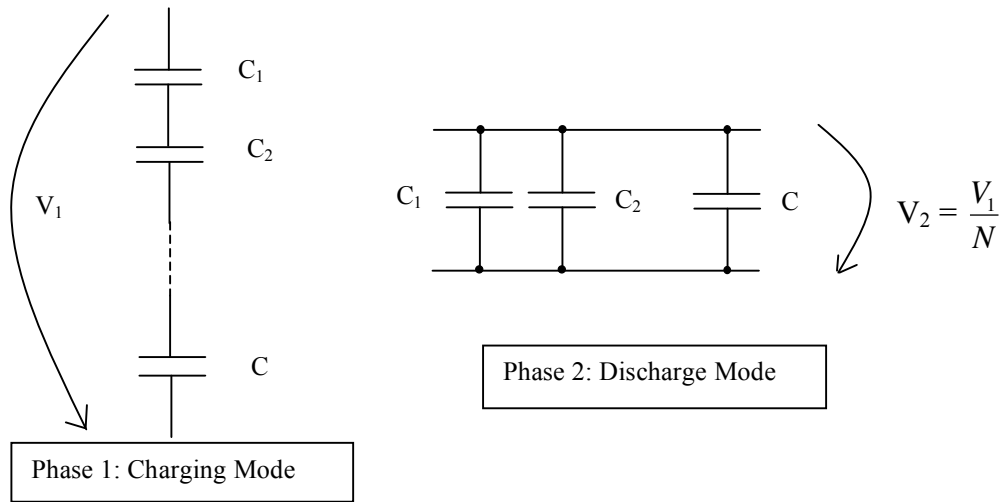 C₁
C₂
V₁
C
Phase 1: Charging Mode
C₁
C₂
C
V₂ = V₁/N
Phase 2: Discharge Mode